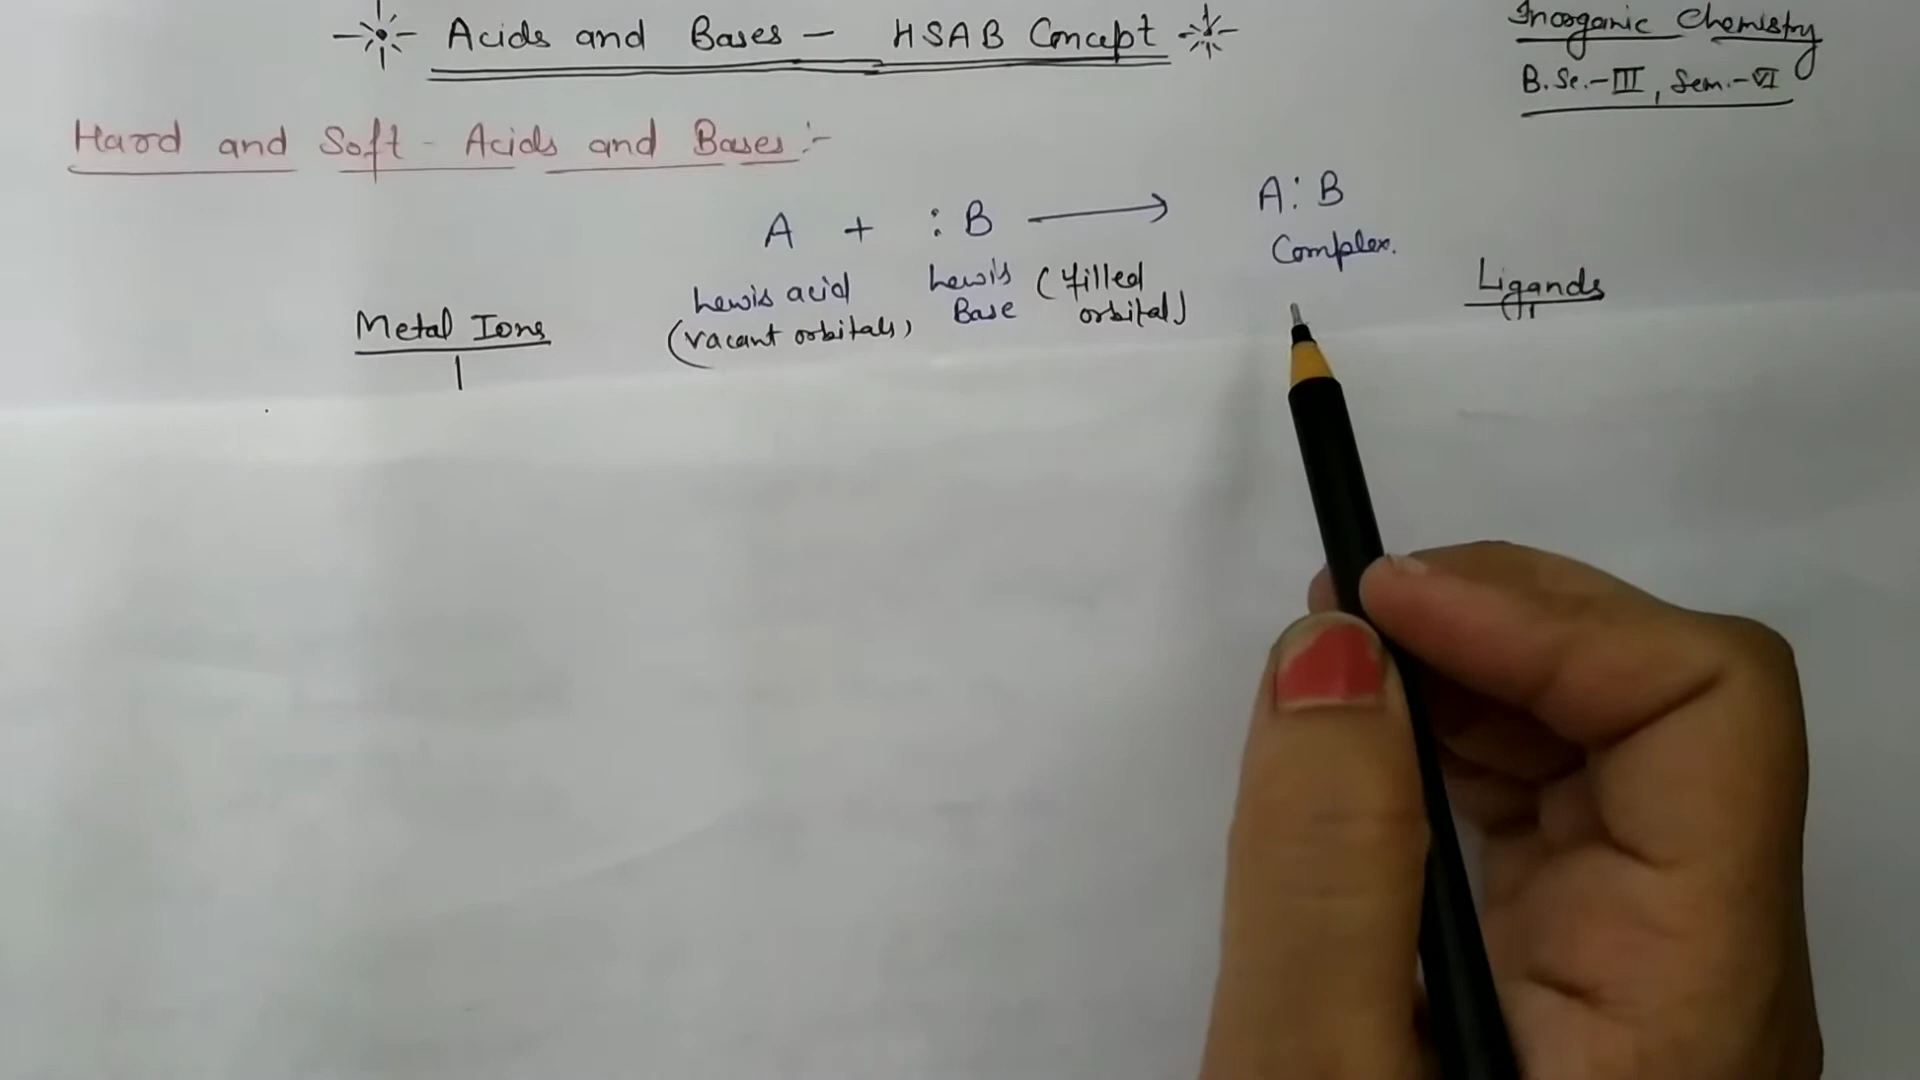 Acids and Bases - HSAB Concept
Inorganic Chemistry
B.Sc.-III, Sem.-VI
Hard and Soft - Acids and Bases :-
A + :B ⟶ A:B
Complex.
Lewis acid
(vacant orbitals)
Lewis
Base
(filled
orbital)
Metal Ions
Ligands